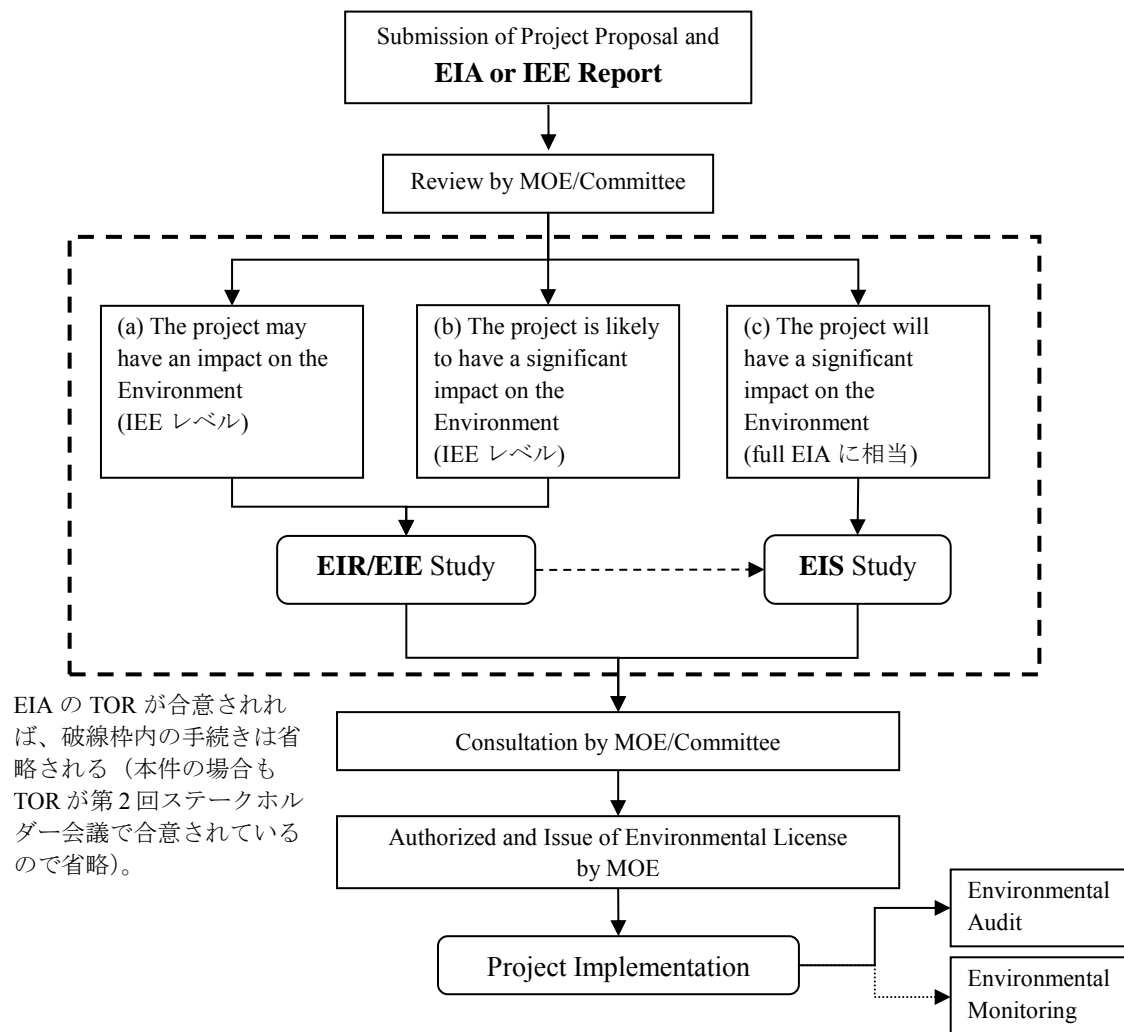 Submission of Project Proposal and
EIA or IEE Report
Review by MOE/Committee
(a) The project may
have an impact on the
Environment
(IEE レベル)
(b) The project is likely
to have a significant
impact on the
Environment
(IEE レベル)
(c) The project will
have a significant
impact on the
Environment
(full EIA に相当)
EIR/EIE Study
EIS Study
EIA の TOR が合意されれ
ば、破線枠内の手続きは省
略される（本件の場合も
TOR が第 2 回ステークホル
ダー会議で合意されている
ので省略）。
Consultation by MOE/Committee
Authorized and Issue of Environmental License
by MOE
Project Implementation
Environmental
Audit
Environmental
Monitoring